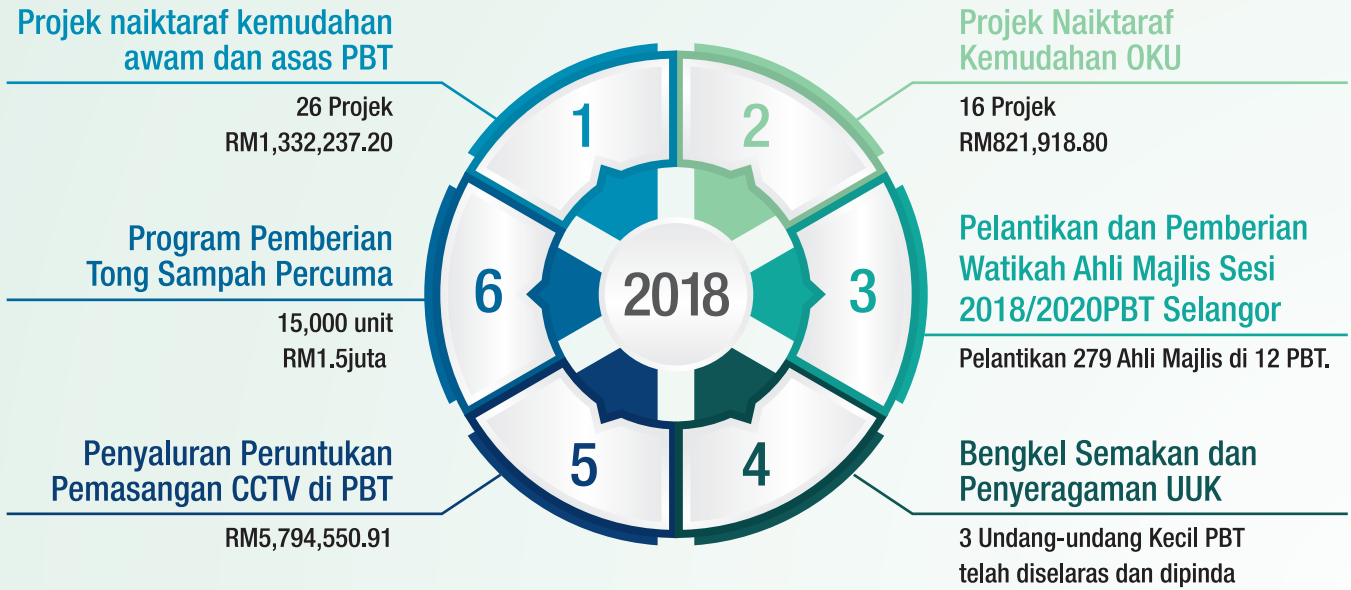 Projek naiktaraf kemudahan
awam dan asas PBT
26 Projek
RM1,332,237.20
1
Projek Naiktaraf
Kemudahan OKU
16 Projek
RM821,918.80
2
Pelantikan dan Pemberian
Watikah Ahli Majlis Sesi
2018/2020PBT Selangor
Pelantikan 279 Ahli Majlis di 12 PBT.
3
Bengkel Semakan dan
Penyeragaman UUK
3 Undang-undang Kecil PBT
telah diselaras dan dipinda
4
Penyaluran Peruntukan
Pemasangan CCTV di PBT
RM5,794,550.91
5
Program Pemberian
Tong Sampah Percuma
15,000 unit
RM1.5juta
6
2018